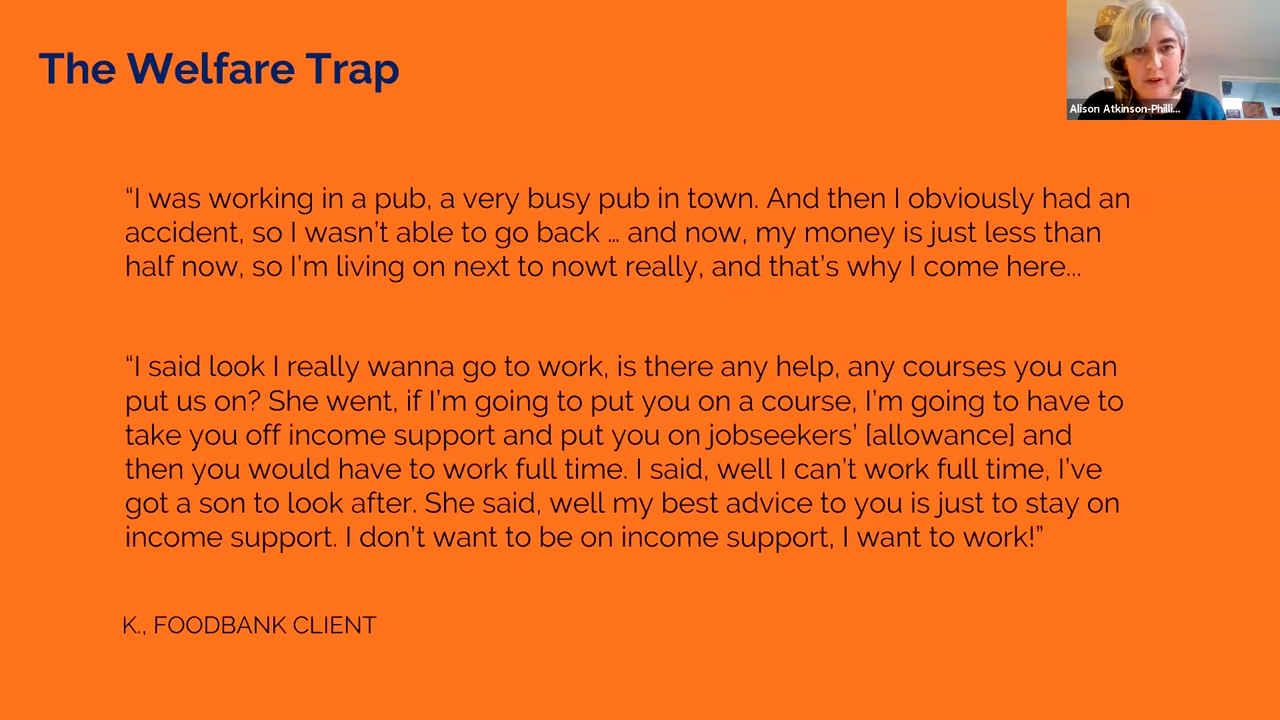 The Welfare Trap
Alison Atkinson-Philli...
“I was working in a pub, a very busy pub in town. And then I obviously had an
accident, so I wasn’t able to go back … and now, my money is just less than
half now, so I’m living on next to nowt really, and that’s why I come here...
“I said look I really wanna go to work, is there any help, any courses you can
put us on? She went, if I’m going to put you on a course, I’m going to have to
take you off income support and put you on jobseekers’ [allowance] and
then you would have to work full time. I said, well I can’t work full time, I’ve
got a son to look after. She said, well my best advice to you is just to stay on
income support. I don’t want to be on income support, I want to work!”
K., FOODBANK CLIENT